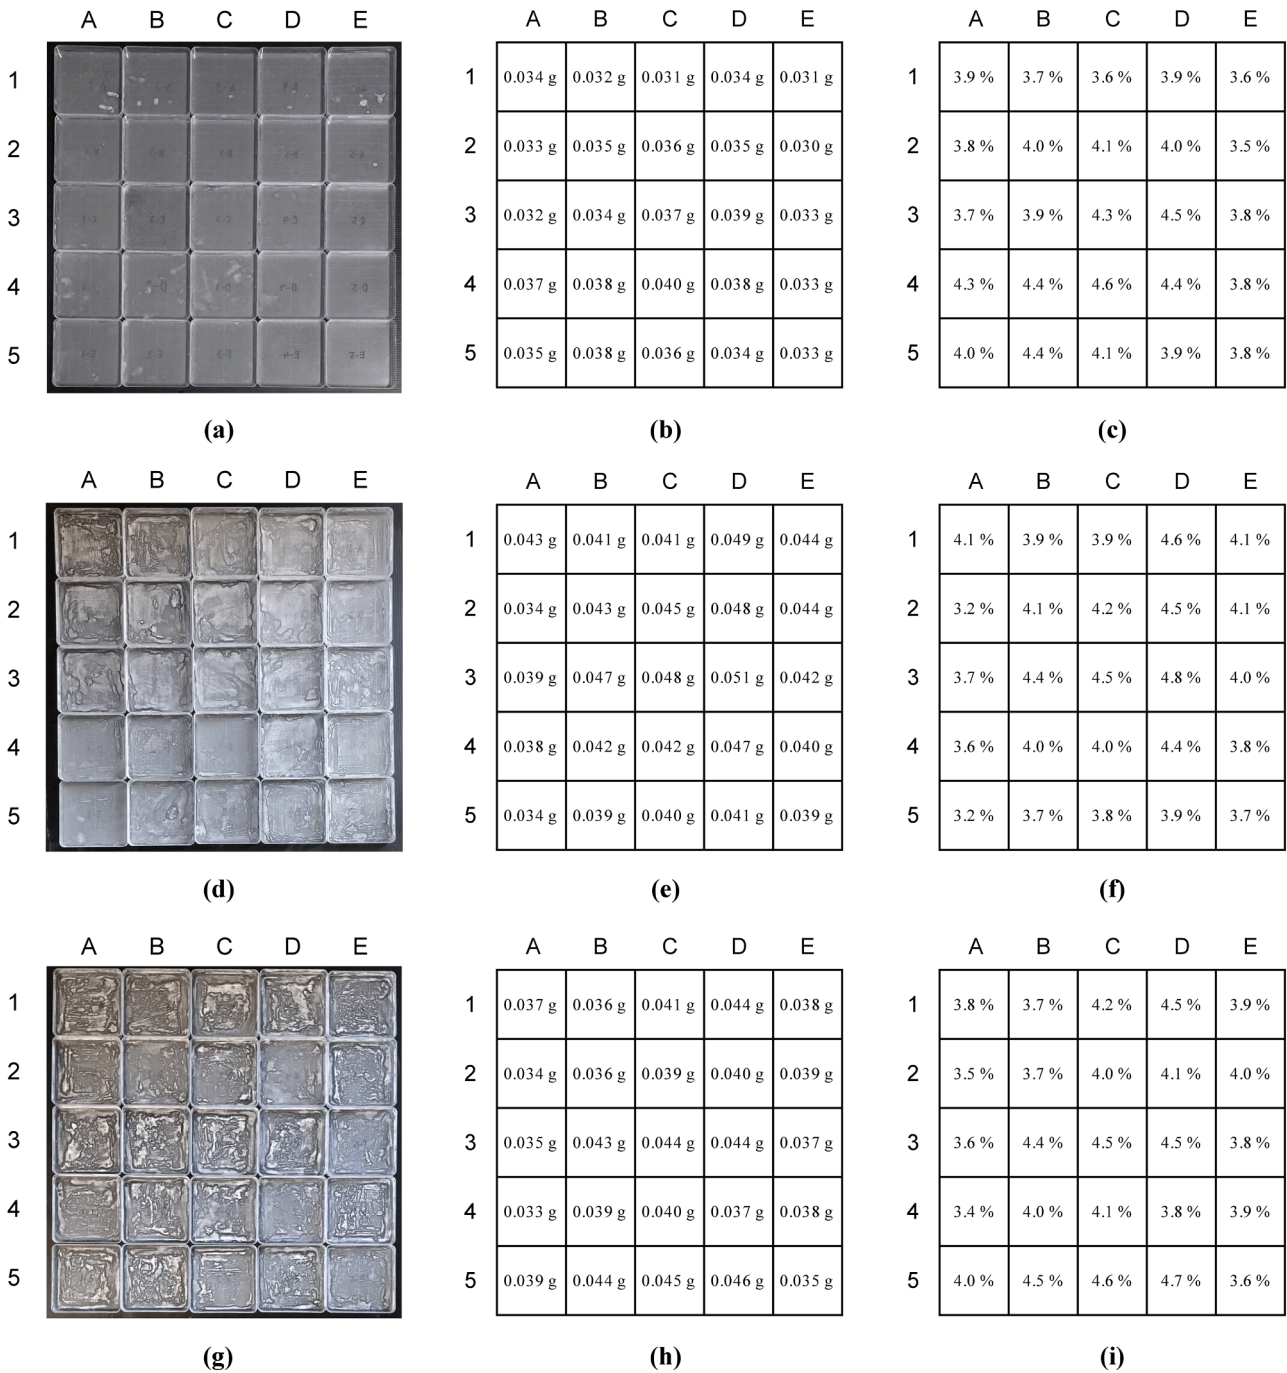 A B C D E A B C D E A B C D E
1 1 0.034 g 0.032 g 0.031 g 0.034 g 0.031 g 1 3.9 % 3.7 % 3.6 % 3.9 % 3.6 %
2 2 0.033 g 0.035 g 0.036 g 0.035 g 0.030 g 2 3.8 % 4.0 % 4.1 % 4.0 % 3.5 %
3 3 0.032 g 0.034 g 0.037 g 0.039 g 0.033 g 3 3.7 % 3.9 % 4.3 % 4.5 % 3.8 %
4 4 0.037 g 0.038 g 0.040 g 0.038 g 0.033 g 4 4.3 % 4.4 % 4.6 % 4.4 % 3.8 %
5 5 0.035 g 0.038 g 0.036 g 0.034 g 0.033 g 5 4.0 % 4.4 % 4.1 % 3.9 % 3.8 %
(a) (b) (c)
A B C D E A B C D E A B C D E
1 1 0.043 g 0.041 g 0.041 g 0.049 g 0.044 g 1 4.1 % 3.9 % 3.9 % 4.6 % 4.1 %
2 2 0.034 g 0.043 g 0.045 g 0.048 g 0.044 g 2 3.2 % 4.1 % 4.2 % 4.5 % 4.1 %
3 3 0.039 g 0.047 g 0.048 g 0.051 g 0.042 g 3 3.7 % 4.4 % 4.5 % 4.8 % 4.0 %
4 4 0.038 g 0.042 g 0.042 g 0.047 g 0.040 g 4 3.6 % 4.0 % 4.0 % 4.4 % 3.8 %
5 5 0.034 g 0.039 g 0.040 g 0.041 g 0.039 g 5 3.2 % 3.7 % 3.8 % 3.9 % 3.7 %
(d) (e) (f)
A B C D E A B C D E A B C D E
1 1 0.037 g 0.036 g 0.041 g 0.044 g 0.038 g 1 3.8 % 3.7 % 4.2 % 4.5 % 3.9 %
2 2 0.034 g 0.036 g 0.039 g 0.040 g 0.039 g 2 3.5 % 3.7 % 4.0 % 4.1 % 4.0 %
3 3 0.035 g 0.043 g 0.044 g 0.044 g 0.037 g 3 3.6 % 4.4 % 4.5 % 4.5 % 3.8 %
4 4 0.033 g 0.039 g 0.040 g 0.037 g 0.038 g 4 3.4 % 4.0 % 4.1 % 3.8 % 3.9 %
5 5 0.039 g 0.044 g 0.045 g 0.046 g 0.035 g 5 4.0 % 4.5 % 4.6 % 4.7 % 3.6 %
(g) (h) (i)